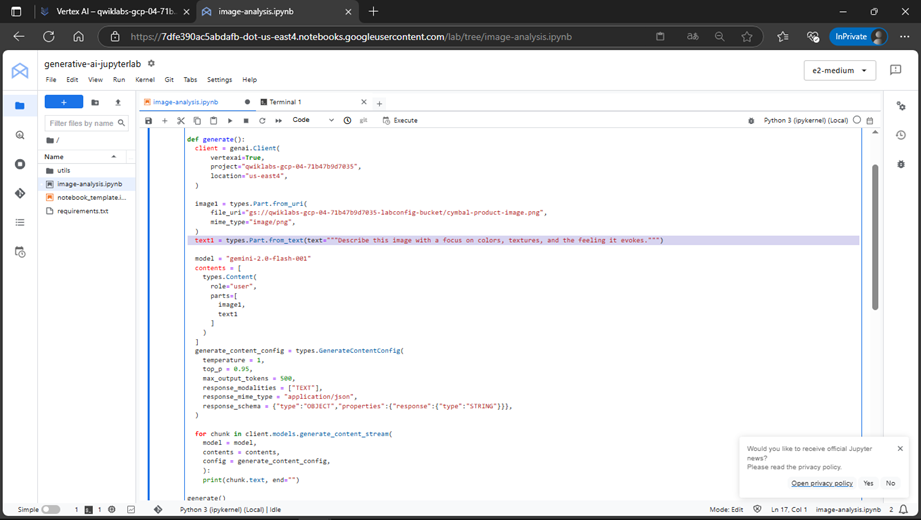 Vertex AI – qwiklabs-gcp-04-71b
image-analysis.ipynb
https://7dfe390ac5abdafb-dot-us-east4.notebooks.googleusercontent.com/lab/tree/image-analysis.ipynb
InPrivate
generative-ai-jupyterlab
File Edit View Run Kernel Git Tabs Settings Help
e2-medium
Filter files by name
/
Name
utils
image-analysis.ipynb
notebook_template.i...
requirements.txt
image-analysis.ipynb
Terminal 1
Code
Execute
Python 3 (ipykernel) (Local)
def generate():
client = genai.Client(
vertexai=True,
project="qwiklabs-gcp-04-71b47b9d7035",
location="us-east4",
)
image1 = types.Part.from_uri(
file_uri="gs://qwiklabs-gcp-04-71b47b9d7035-labconfig-bucket/cymbal-product-image.png",
mime_type="image/png",
)
text1 = types.Part.from_text(text="""Describe this image with a focus on colors, textures, and the feeling it evokes.""")
model = "gemini-2.0-flash-001"
contents = [
types.Content(
role="user",
parts=[
image1,
text1
]
)
]
generate_content_config = types.GenerateContentConfig(
temperature = 1,
top_p = 0.95,
max_output_tokens = 500,
response_modalities = ["TEXT"],
response_mime_type = "application/json",
response_schema = {"type":"OBJECT","properties":{"response":{"type":"STRING"}}},
)
for chunk in client.models.generate_content_stream(
model = model,
contents = contents,
config = generate_content_config,
):
print(chunk.text, end="")
generate()
Would you like to receive official Jupyter
news?
Please read the privacy policy.
Open privacy policy Yes No
Simple 1 1 Python 3 (ipykernel) (Local) | Idle Mode: Edit Ln 17, Col 1 image-analysis.ipynb 2